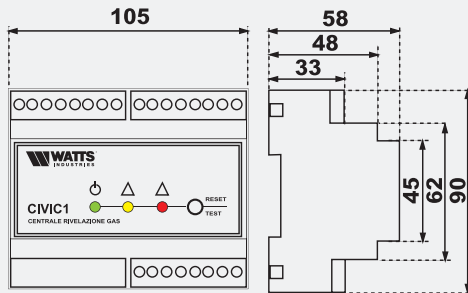 105
58
48
33
WATTS
INDUSTRIES
CIVIC1
CENTRALE RIVELAZIONE GAS
RESET
TEST
45
62
90